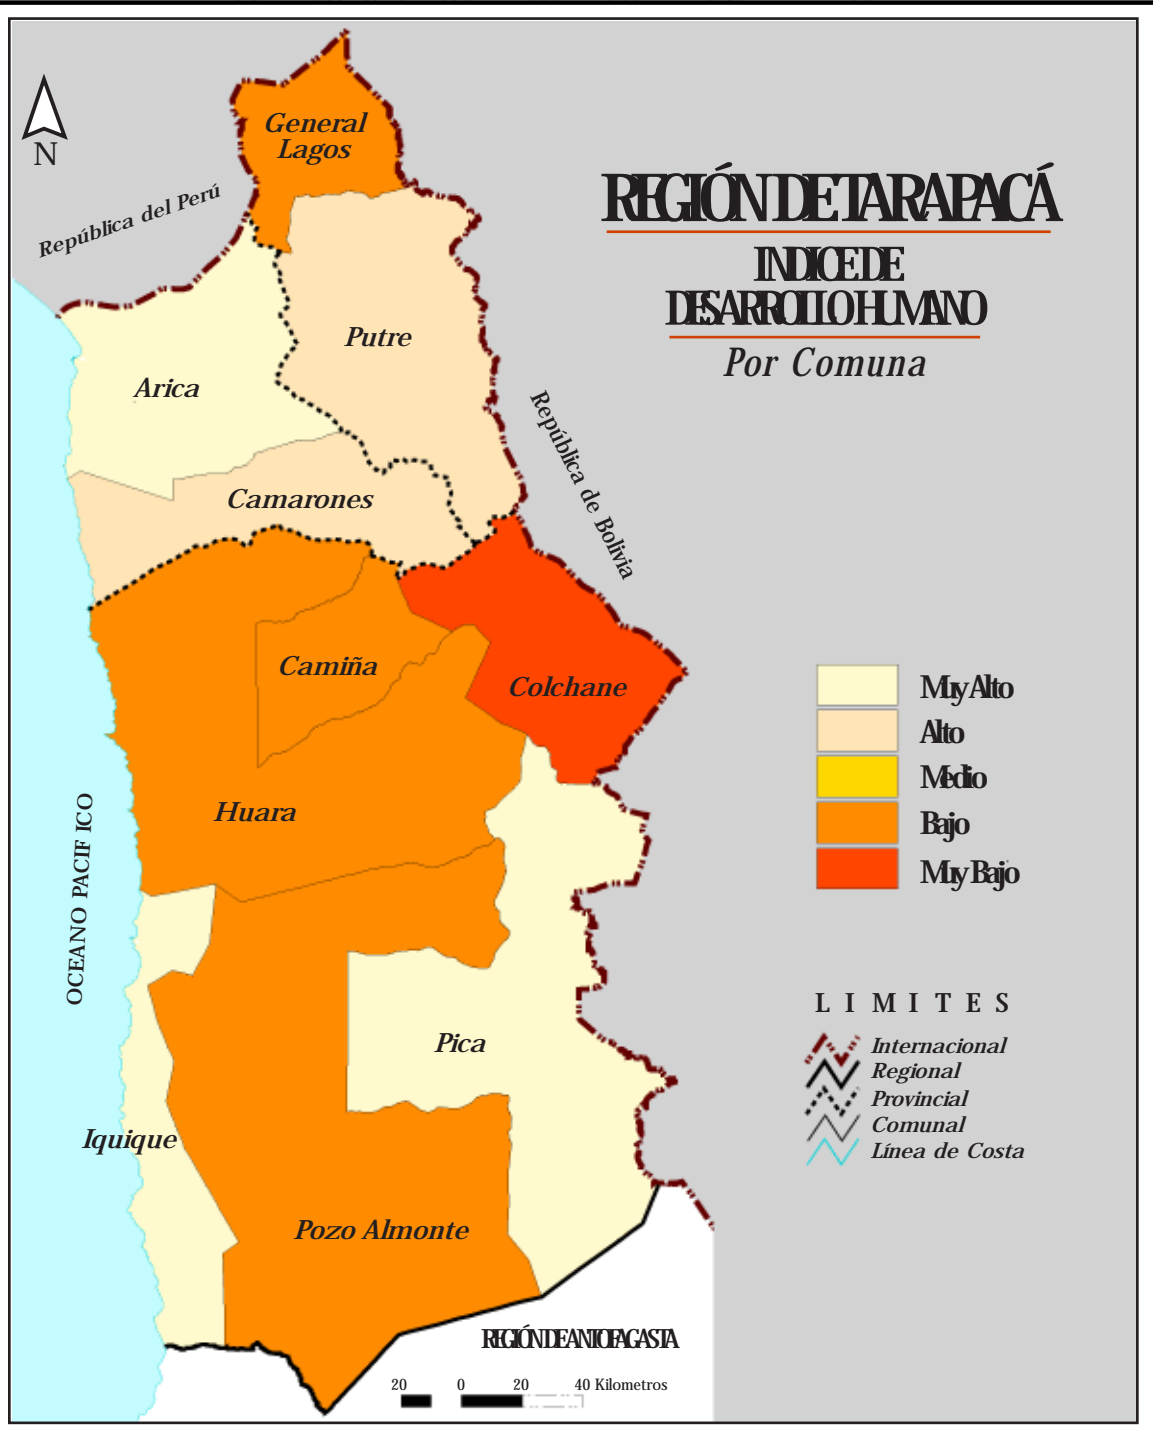 N
General
Lagos
República del Perú
REGIÓN DE TARAPACÁ
INDICE DE
DESARROLLO HUMANO
Por Comuna
Putre
Arica
República de Bolivia
Camarones
Camiña
Colchane
Muy Alto
Alto
Medio
Bajo
Muy Bajo
Huara
OCEANO PACIFICO
LIMITES
Internacional
Regional
Provincial
Comunal
Línea de Costa
Pica
Iquique
Pozo Almonte
REGIÓN DE ANTOFAGASTA
20 0 20 40 Kilometros